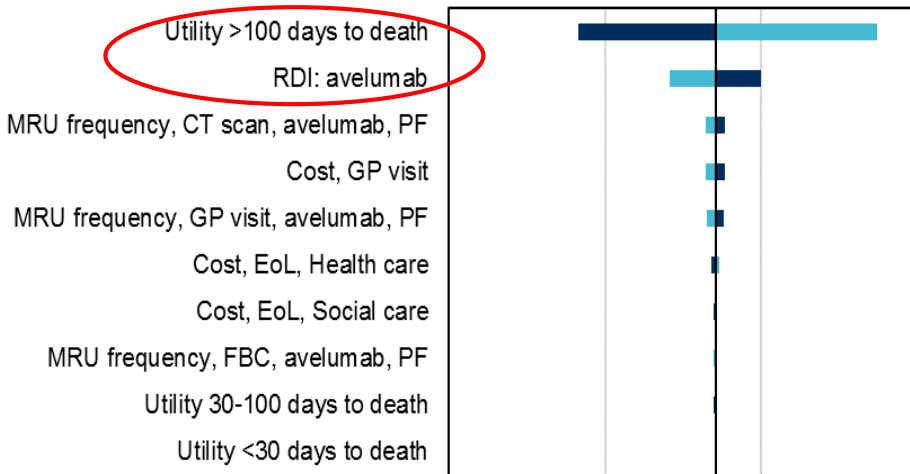 Utility >100 days to death
RDI: avelumab
MRU frequency, CT scan, avelumab, PF
Cost, GP visit
MRU frequency, GP visit, avelumab, PF
Cost, EoL, Health care
Cost, EoL, Social care
MRU frequency, FBC, avelumab, PF
Utility 30-100 days to death
Utility <30 days to death